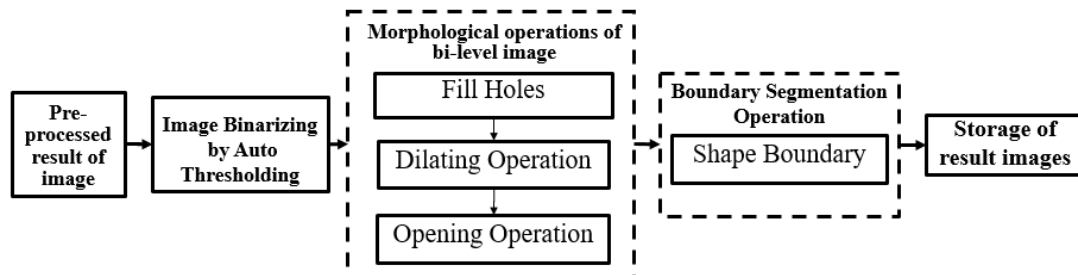 Pre-
processed
result of
image
Image Binarizing
by Auto
Thresholding
Morphological operations of
bi-level image
Fill Holes
Dilating Operation
Opening Operation
Boundary Segmentation
Operation
Shape Boundary
Storage of
result images